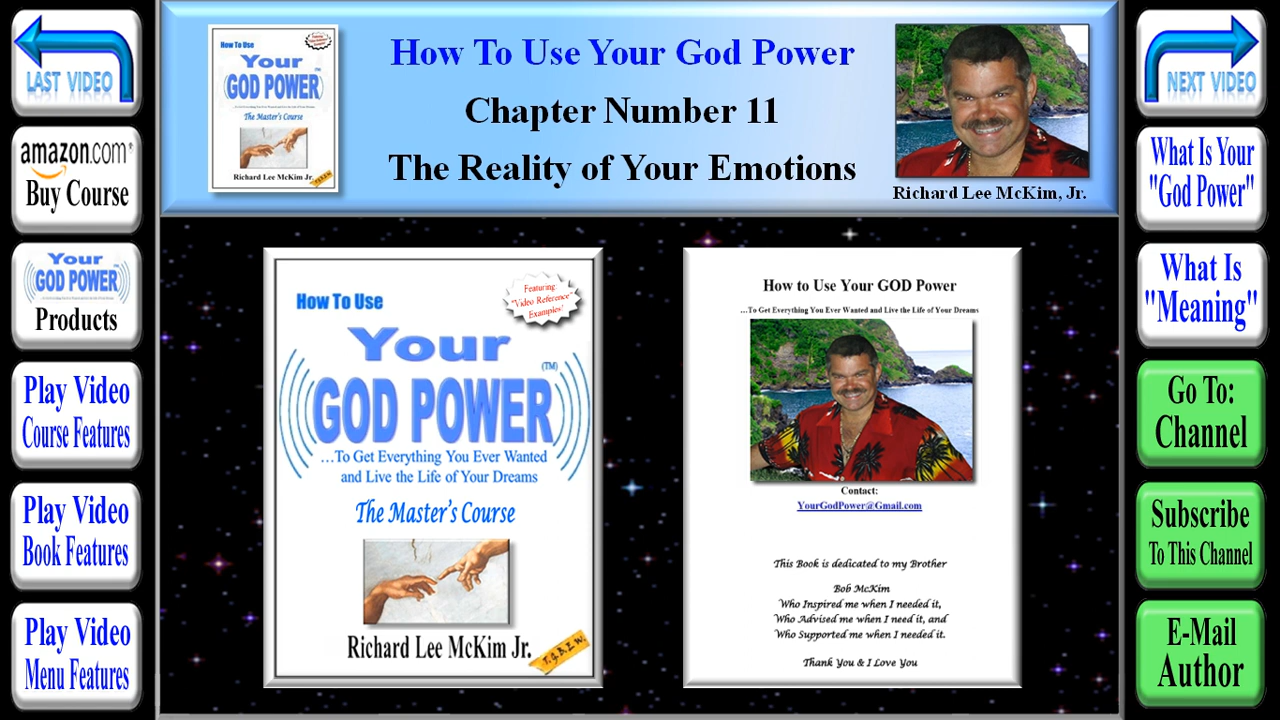 LAST VIDEO
amazon.com
Buy Course
Your
GOD POWER
Products
Play Video
Course Features
Play Video
Book Features
Play Video
Menu Features
How To Use
Your
GOD POWER
The Master's Course
Richard Lee McKim Jr.
How To Use Your God Power
Chapter Number 11
The Reality of Your Emotions
Richard Lee McKim, Jr.
Featuring
"Video Reference"
Examples!
How To Use
Your
(TM)
GOD POWER
...To Get Everything You Ever Wanted
and Live the Life of Your Dreams
The Master's Course
Richard Lee McKim Jr.
T.G.B.E.W.
How to Use Your GOD Power
...To Get Everything You Ever Wanted and Live the Life of Your Dreams
Contact:
YourGodPower@Gmail.com
This Book is dedicated to my Brother
Bob McKim
Who Inspired me when I needed it,
Who Advised me when I need it, and
Who Supported me when I needed it.
Thank You & I Love You
NEXT VIDEO
What Is Your
"God Power"
What Is
"Meaning"
Go To:
Channel
Subscribe
To This Channel
E-Mail
Author